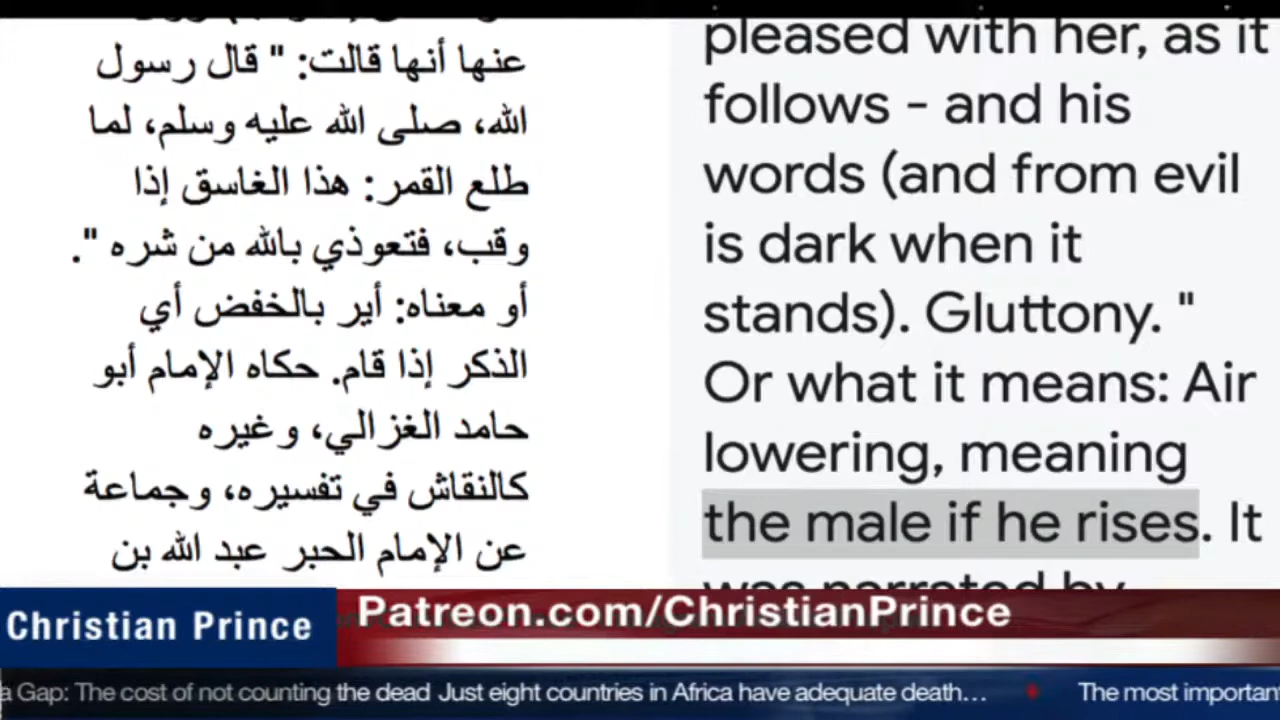 عنها أنها قالت: " قال رسول
الله، صلى الله عليه وسلم، لما
طلع القمر: هذا الغاسق إذا
وقب، فتعوذي بالله من شره ".
أو معناه: أير بالخفض أي
الذكر إذا قام. حكاه الإمام أبو
حامد الغزالي، وغيره
كالنقاش في تفسيره، وجماعة
عن الإمام الحبر عبد الله بن
pleased with her, as it
follows - and his
words (and from evil
is dark when it
stands). Gluttony. "
Or what it means: Air
lowering, meaning
the male if he rises. It
was narrated by
Christian Prince
Patreon.com/ChristianPrince
a Gap: The cost of not counting the dead Just eight countries in Africa have adequate death… The most important